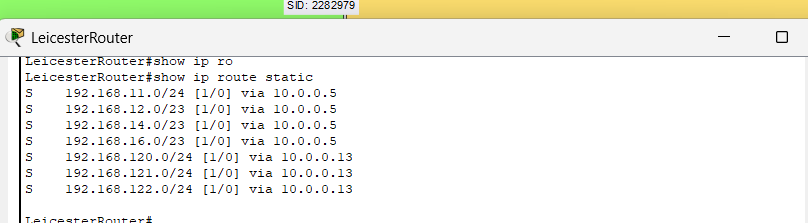 SID: 2282979
LeicesterRouter
LeicesterRouter#show ip ro
LeicesterRouter#show ip route static
S 192.168.11.0/24 [1/0] via 10.0.0.5
S 192.168.12.0/23 [1/0] via 10.0.0.5
S 192.168.14.0/23 [1/0] via 10.0.0.5
S 192.168.16.0/23 [1/0] via 10.0.0.5
S 192.168.120.0/24 [1/0] via 10.0.0.13
S 192.168.121.0/24 [1/0] via 10.0.0.13
S 192.168.122.0/24 [1/0] via 10.0.0.13
LeicesterRouter#